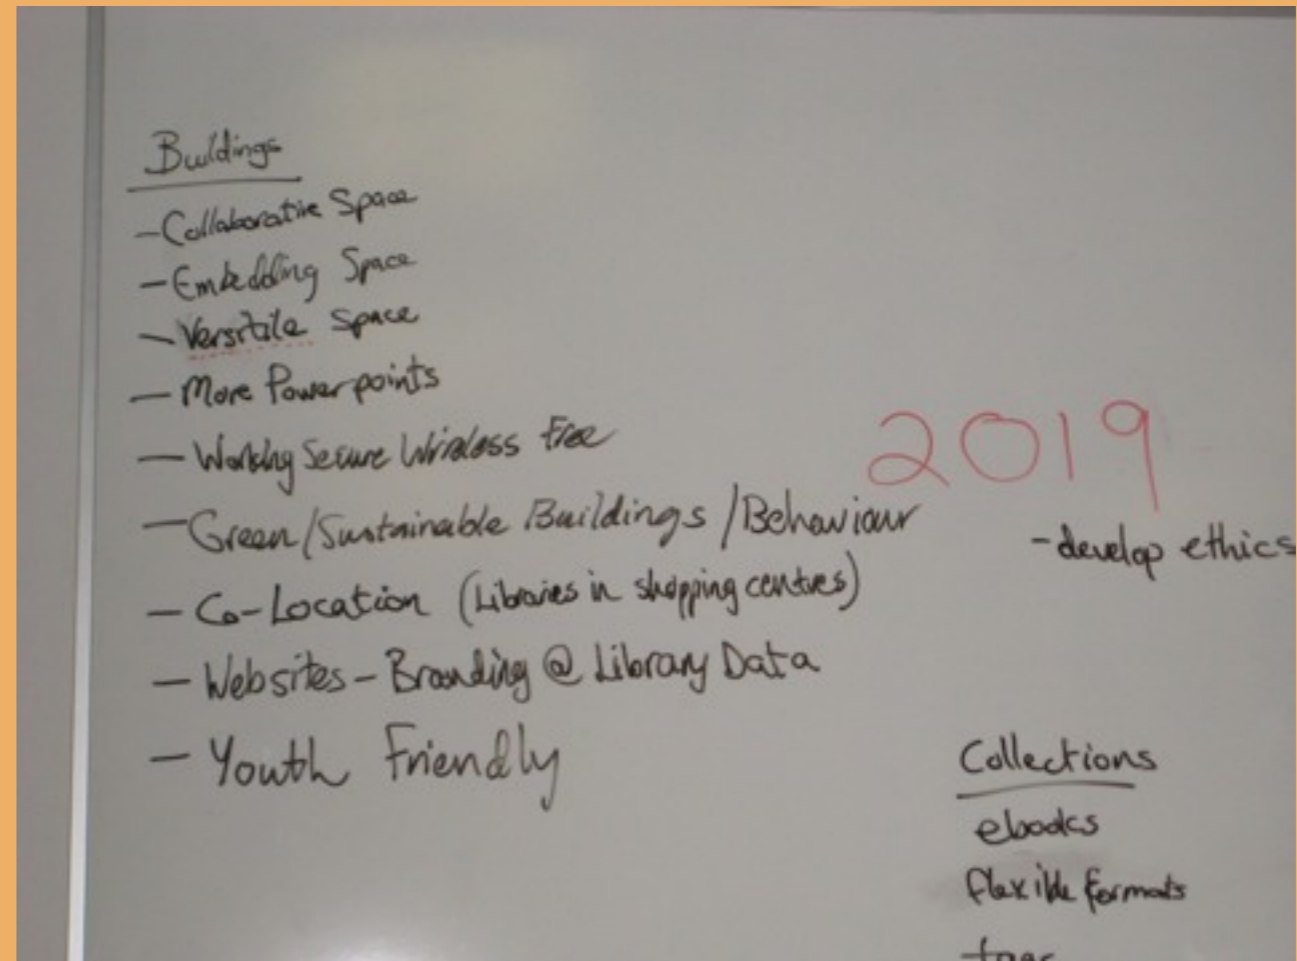 Buildings
- Collaborative Space
- Embedding Space
- Versitile Space
- More Powerpoints
- Working Secure Wireless Free
- Green/Sustainable Buildings /Behaviour
- Co-Location (Libraries in shopping centres)
- Websites - Branding @ Library Data
- Youth Friendly
2019
- develop ethics
Collections
ebooks
flexible formats